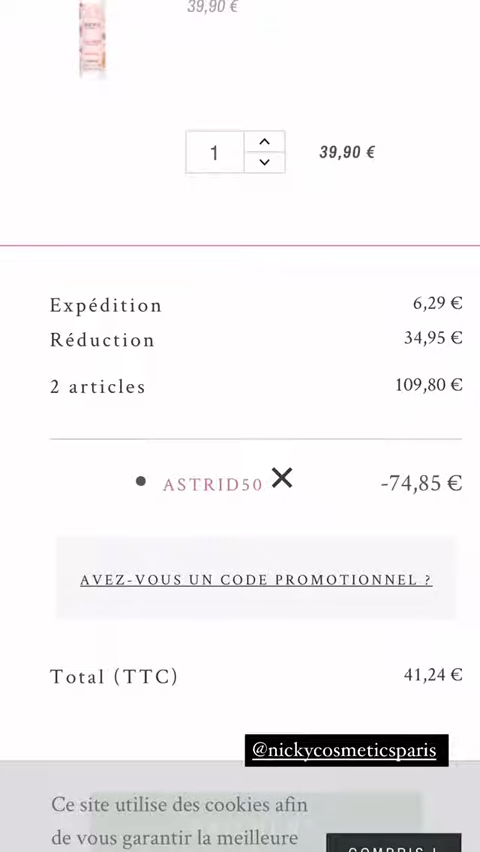 39,90 €
1
39,90 €
Expédition 6,29 €
Réduction 34,95 €
2 articles 109,80 €
ASTRID50 -74,85 €
AVEZ-VOUS UN CODE PROMOTIONNEL ?
Total (TTC) 41,24 €
@nickycosmeticsparis
Ce site utilise des cookies afin
de vous garantir la meilleure
COMPRIS !